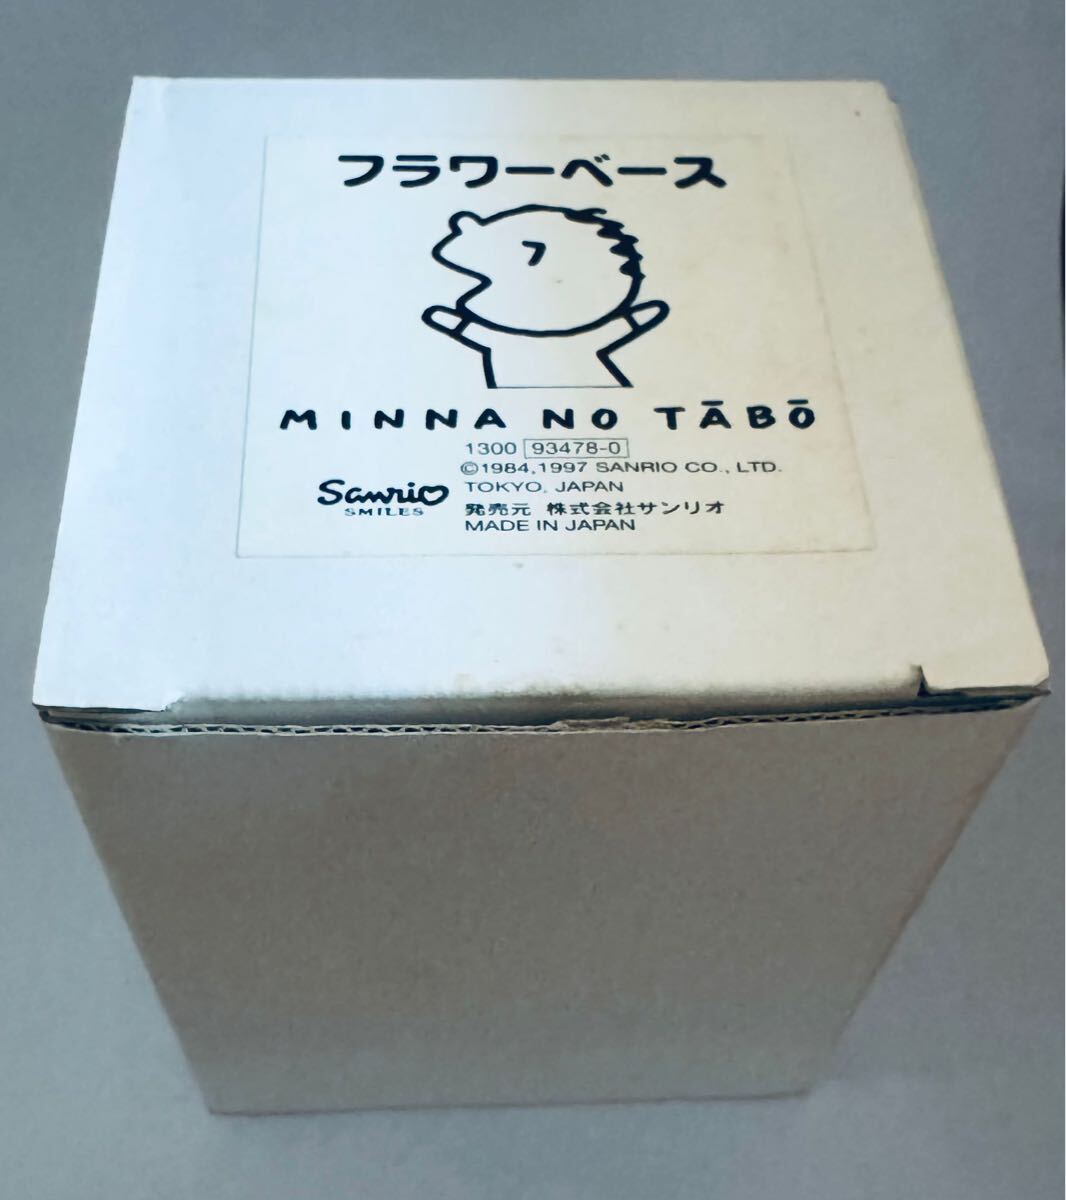 フラワーベース
MINNA NO TĀBŌ
1300 93478-0
©1984,1997 SANRIO CO., LTD.
Sanrio
SMILES
TOKYO, JAPAN
発売元 株式会社サンリオ
MADE IN JAPAN